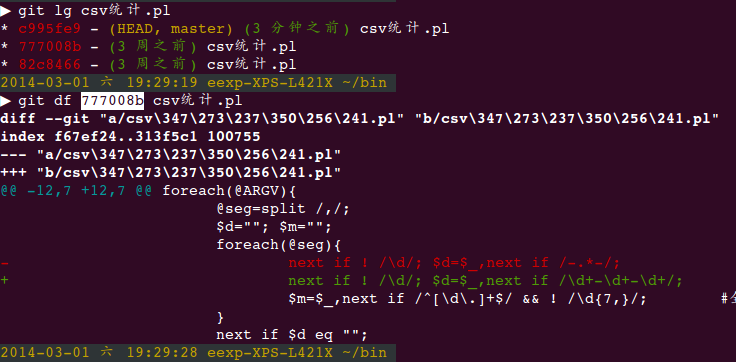 ▶ git lg csv统计.pl
* c995fe9 - (HEAD, master) (3 分钟之前) csv统计.pl
* 777008b - (3 周之前) csv统计.pl
* 82c8466 - (3 周之前) csv统计.pl
2014-03-01 六 19:29:19 eexp-XPS-L421X ~/bin
▶ git df 777008b csv统计.pl
diff --git "a/csv\347\273\237\350\256\241.pl" "b/csv\347\273\237\350\256\241.pl"
index f67ef24..313f5c1 100755
--- "a/csv\347\273\237\350\256\241.pl"
+++ "b/csv\347\273\237\350\256\241.pl"
@@ -12,7 +12,7 @@ foreach(@ARGV){
@seg=split /,/;
$d=""; $m="";
foreach(@seg){
- next if ! /\d/; $d=$_,next if /-.*-/;
+ next if ! /\d/; $d=$_,next if /\d+-\d+-\d+/;
$m=$_,next if /^[\d\.]+$/ && ! /\d{7,}/; #
}
next if $d eq "";
2014-03-01 六 19:29:28 eexp-XPS-L421X ~/bin